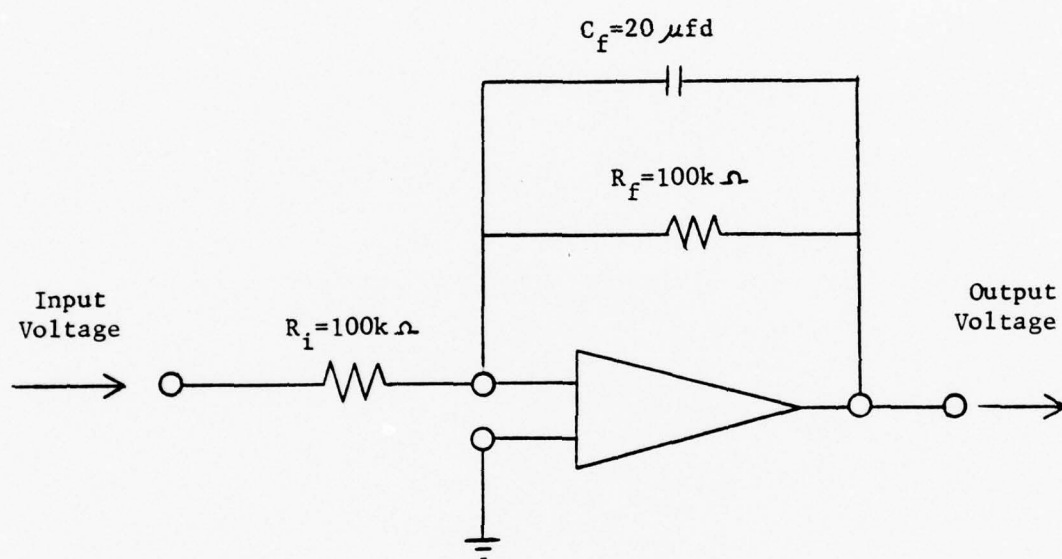 C_f=20 μfd
R_f=100k Ω
Input
Voltage
R_i=100k Ω
Output
Voltage